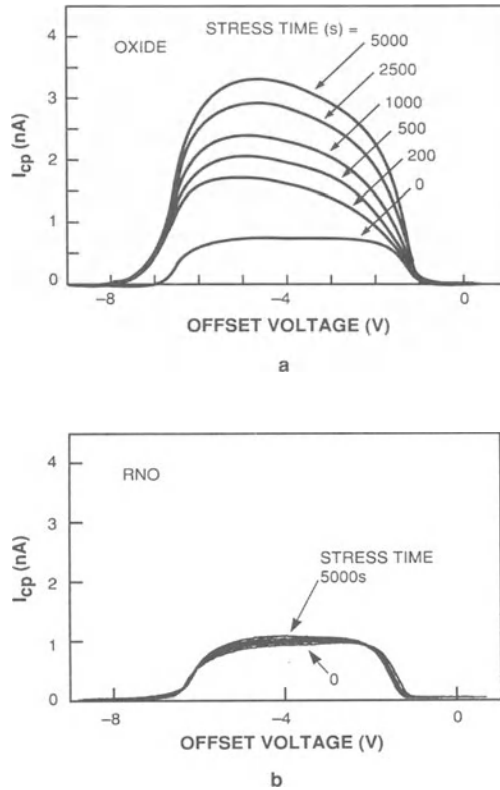 4
3
2
1
0
I_cp (nA)
OXIDE
STRESS TIME (s) =
5000
2500
1000
500
200
0
−8
−4
0
OFFSET VOLTAGE (V)
a
4
3
2
1
0
I_cp (nA)
RNO
STRESS TIME
5000s
0
−8
−4
0
OFFSET VOLTAGE (V)
b